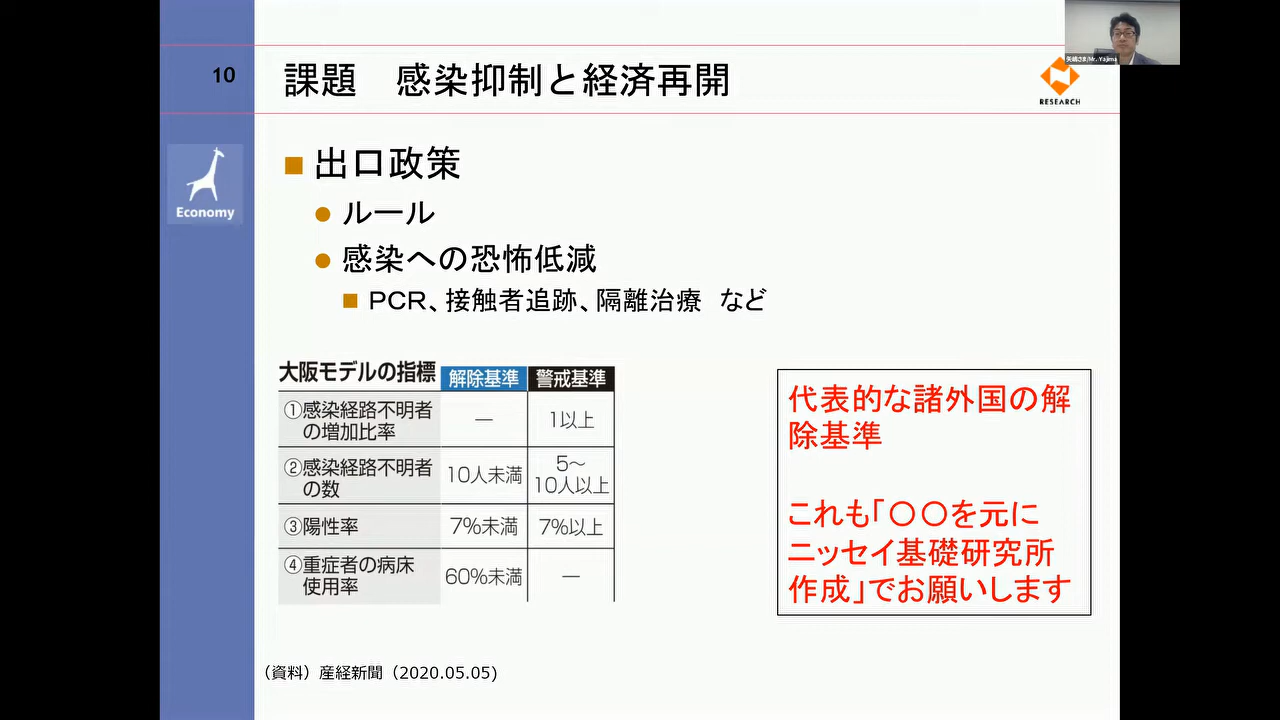 矢嶋さま/Mr. Yajima
10
課題　感染抑制と経済再開
RESEARCH
Economy
■ 出口政策
● ルール
● 感染への恐怖低減
■ PCR、接触者追跡、隔離治療　など
大阪モデルの指標 解除基準 警戒基準
①感染経路不明者
の増加比率 — 1以上
②感染経路不明者
の数 10人未満 5〜
10人以上
③陽性率 7%未満 7%以上
④重症者の病床
使用率 60%未満 —
代表的な諸外国の解
除基準
これも「〇〇を元に
ニッセイ基礎研究所
作成」でお願いします
（資料）産経新聞（2020.05.05)